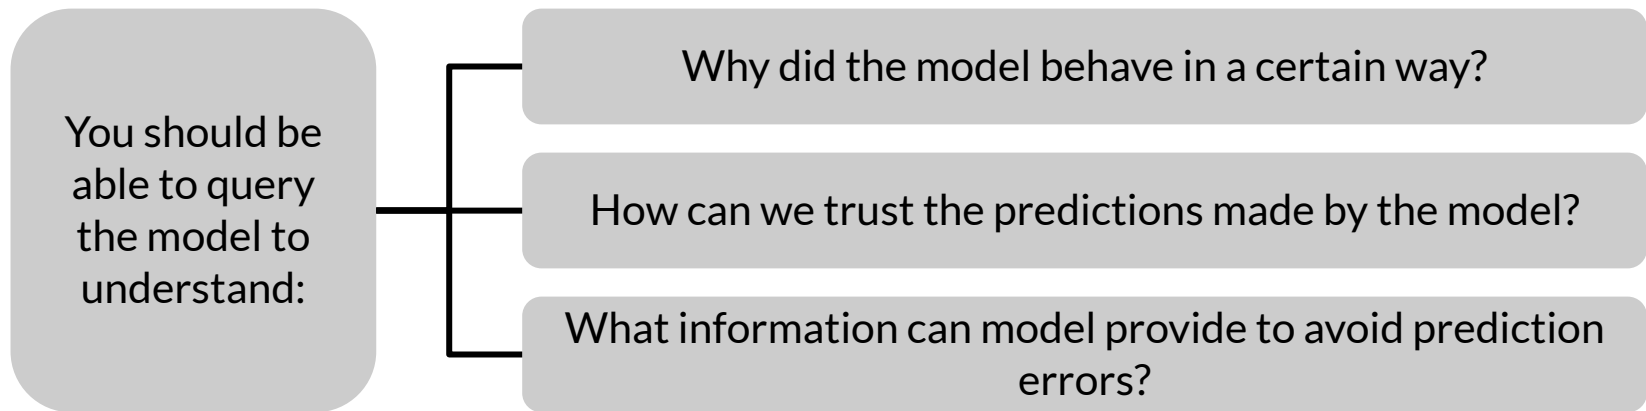 You should be
able to query
the model to
understand:
Why did the model behave in a certain way?
How can we trust the predictions made by the model?
What information can model provide to avoid prediction
errors?